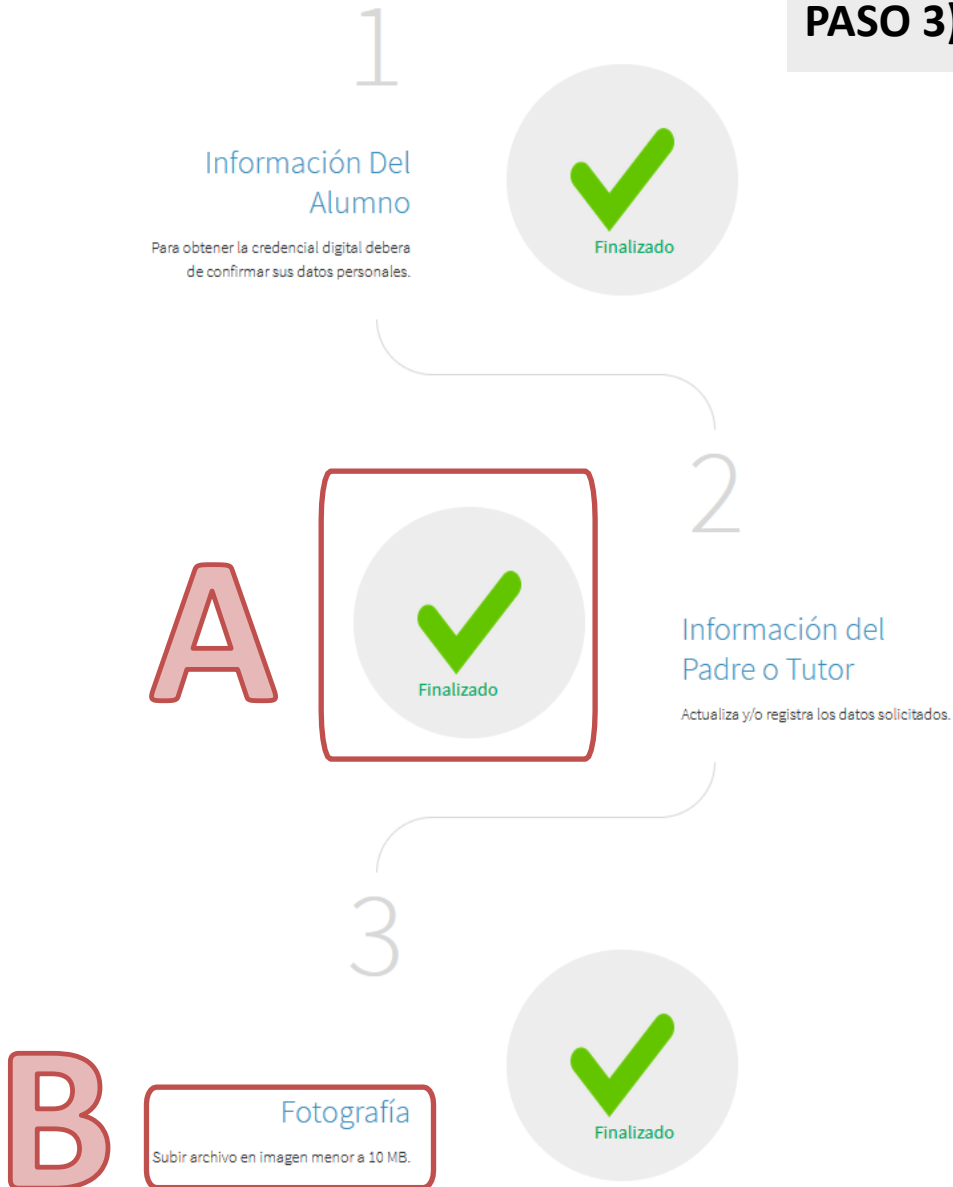 PASO 3)
1
Información Del
Alumno
Para obtener la credencial digital debera
de confirmar sus datos personales.
Finalizado
2
A
Finalizado
Información del
Padre o Tutor
Actualiza y/o registra los datos solicitados.
3
B
Fotografía
Subir archivo en imagen menor a 10 MB.
Finalizado